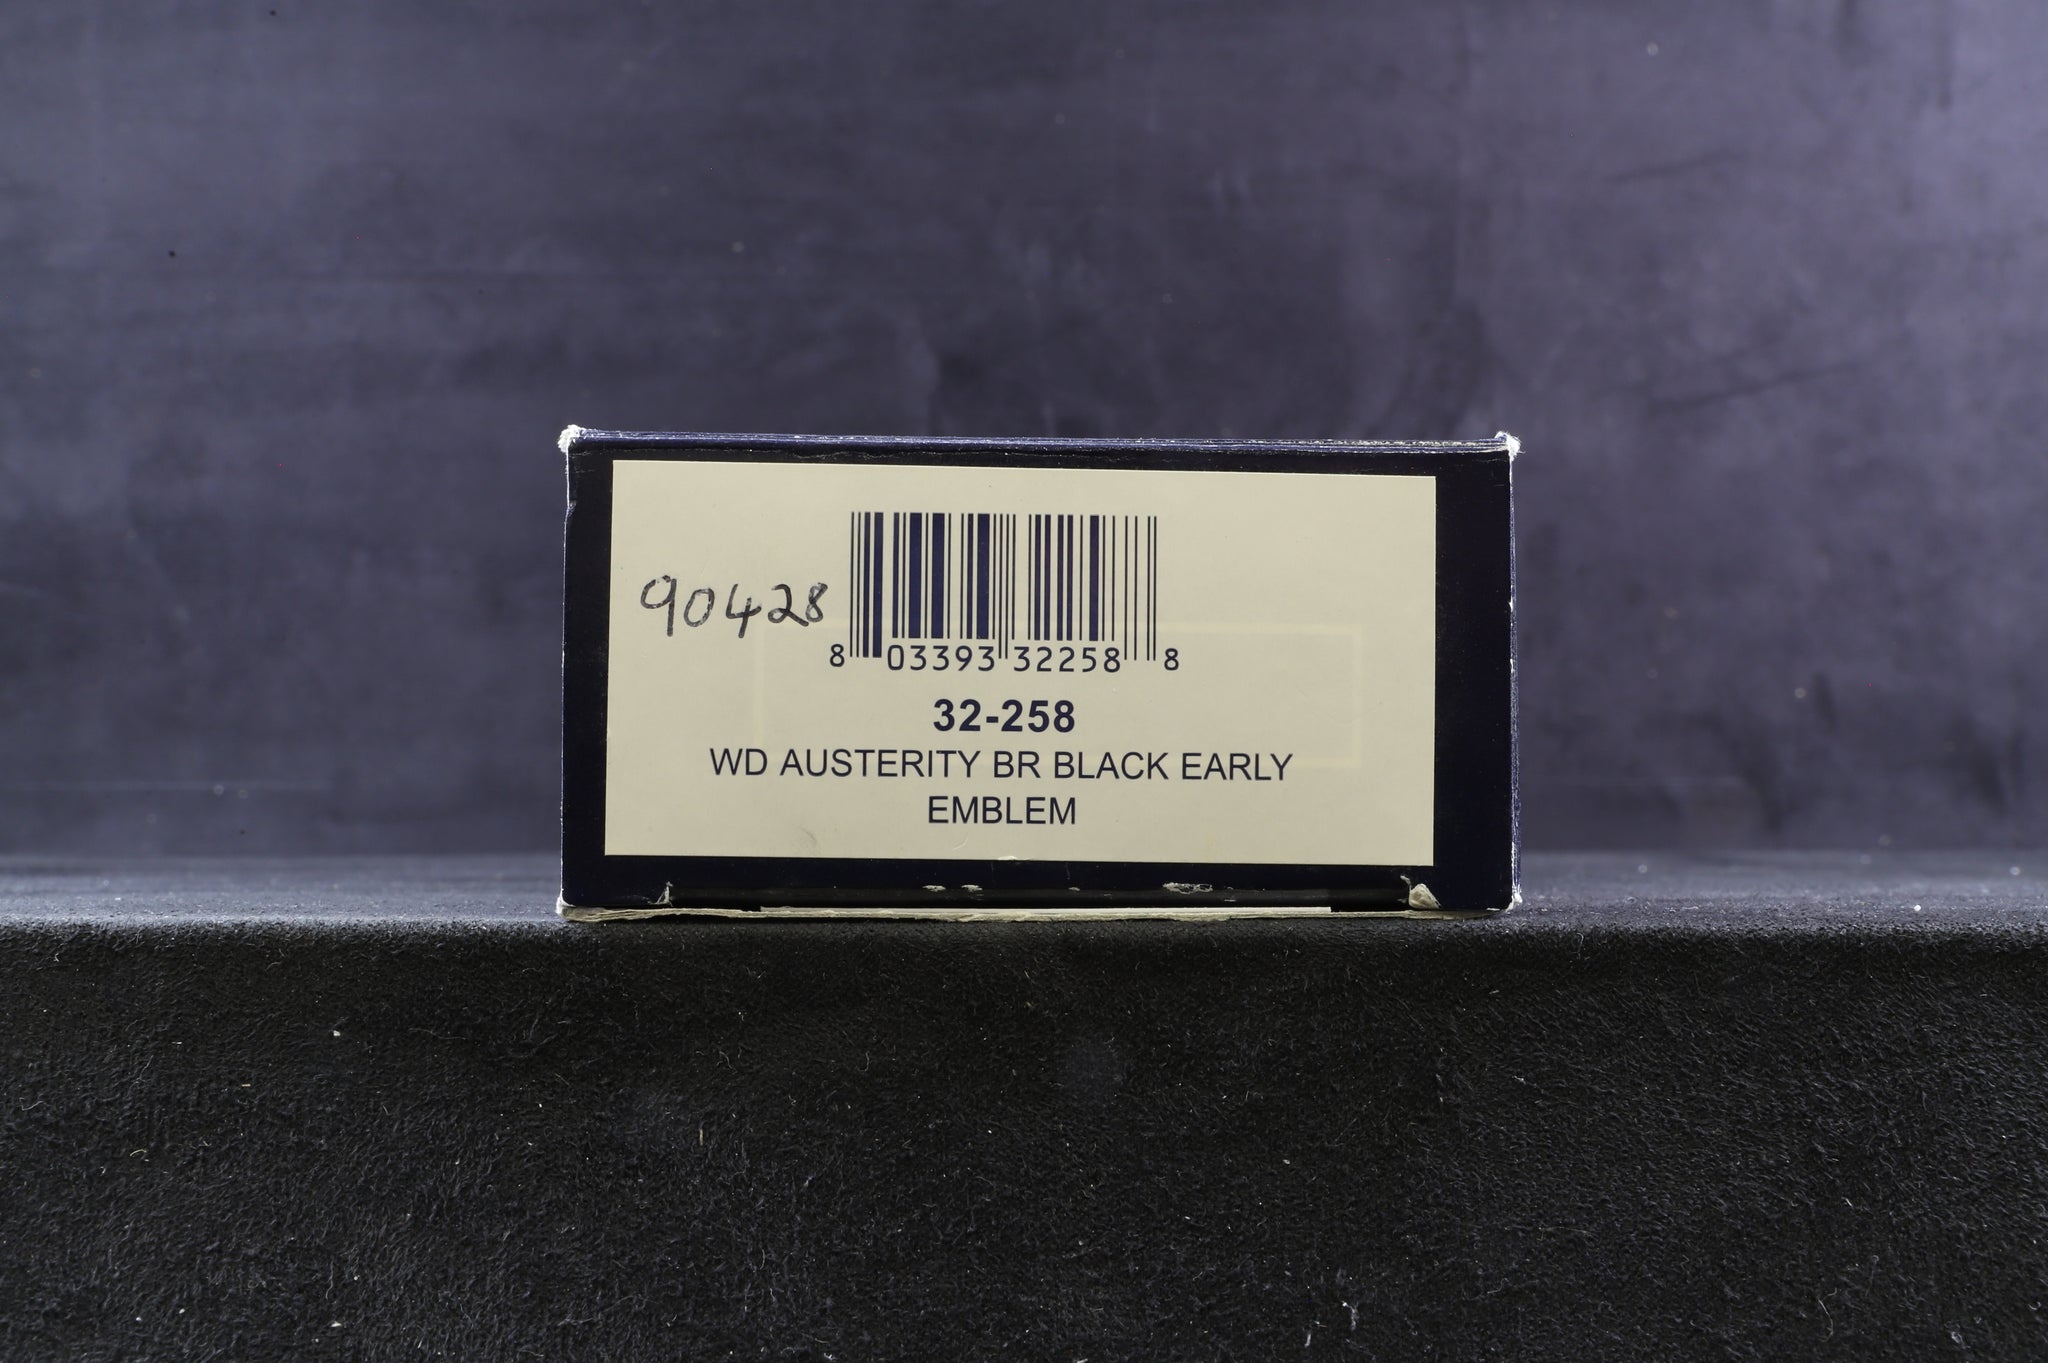 90428
8 03393 32258 8
32-258
WD AUSTERITY BR BLACK EARLY
EMBLEM